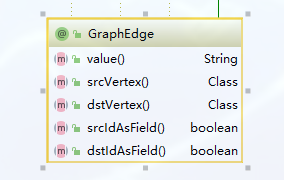 @ GraphEdge
m value() String
m srcVertex() Class
m dstVertex() Class
m srcIdAsField() boolean
m dstIdAsField() boolean